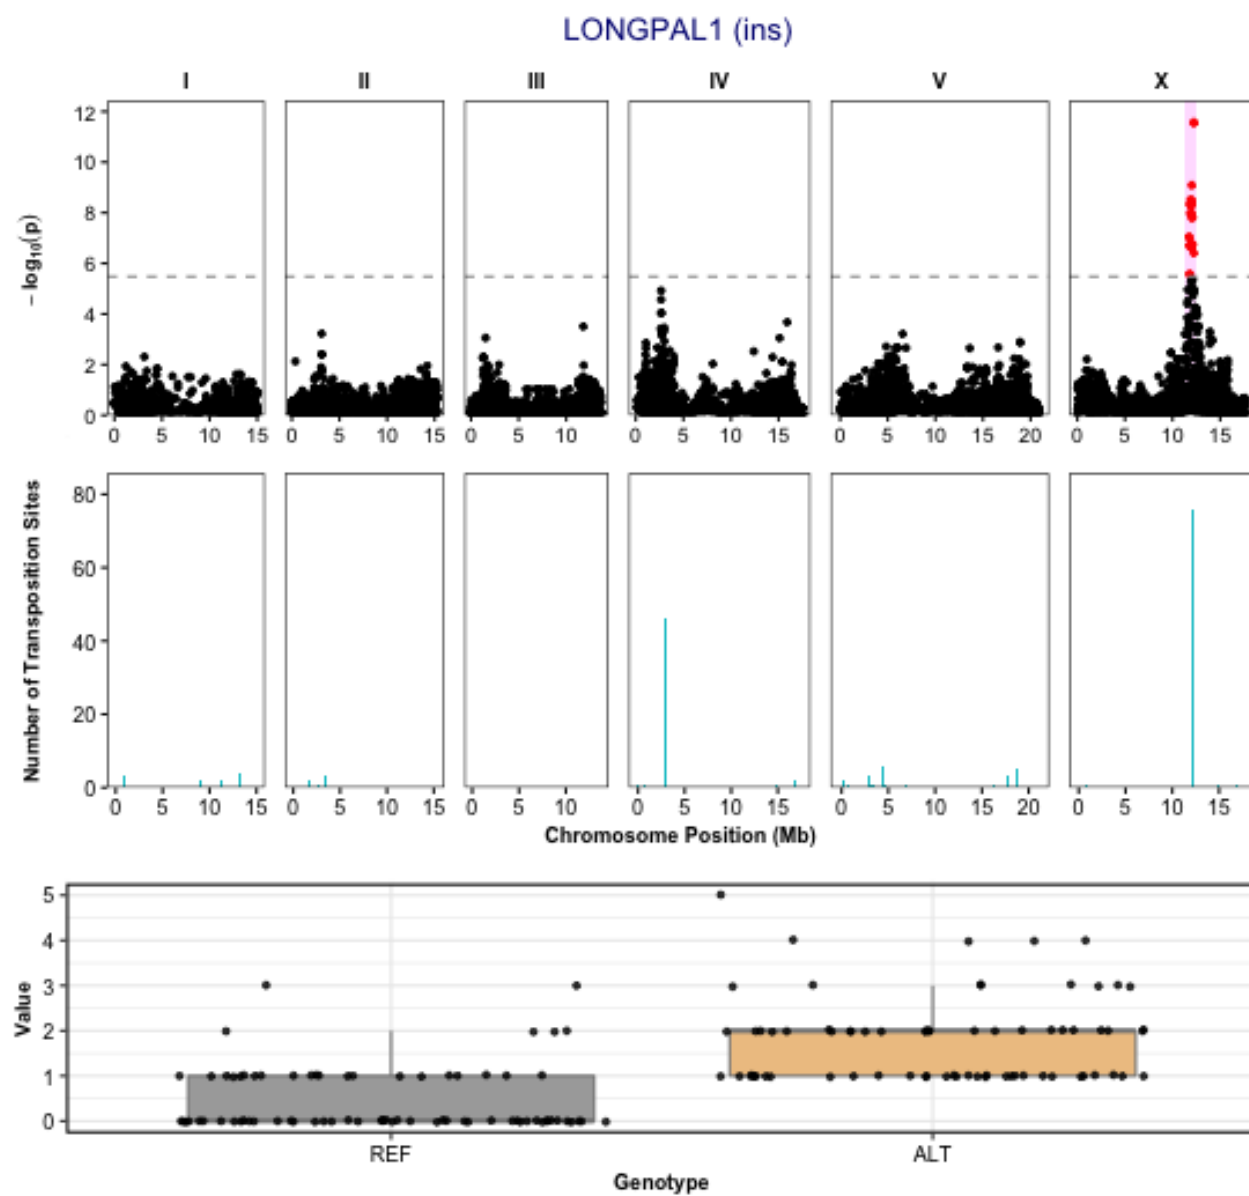 LONGPAL1 (ins)
I II III IV V X
12
10
8
6
4
2
0
− log10(p)
0 5 10 15 0 5 10 15 0 5 10 0 5 10 15 0 5 10 15 20 0 5 10 15
80
60
40
20
0
Number of Transposition Sites
0 5 10 15 0 5 10 15 0 5 10 0 5 10 15 0 5 10 15 20 0 5 10 15
Chromosome Position (Mb)
5
4
3
2
1
0
Value
REF ALT
Genotype